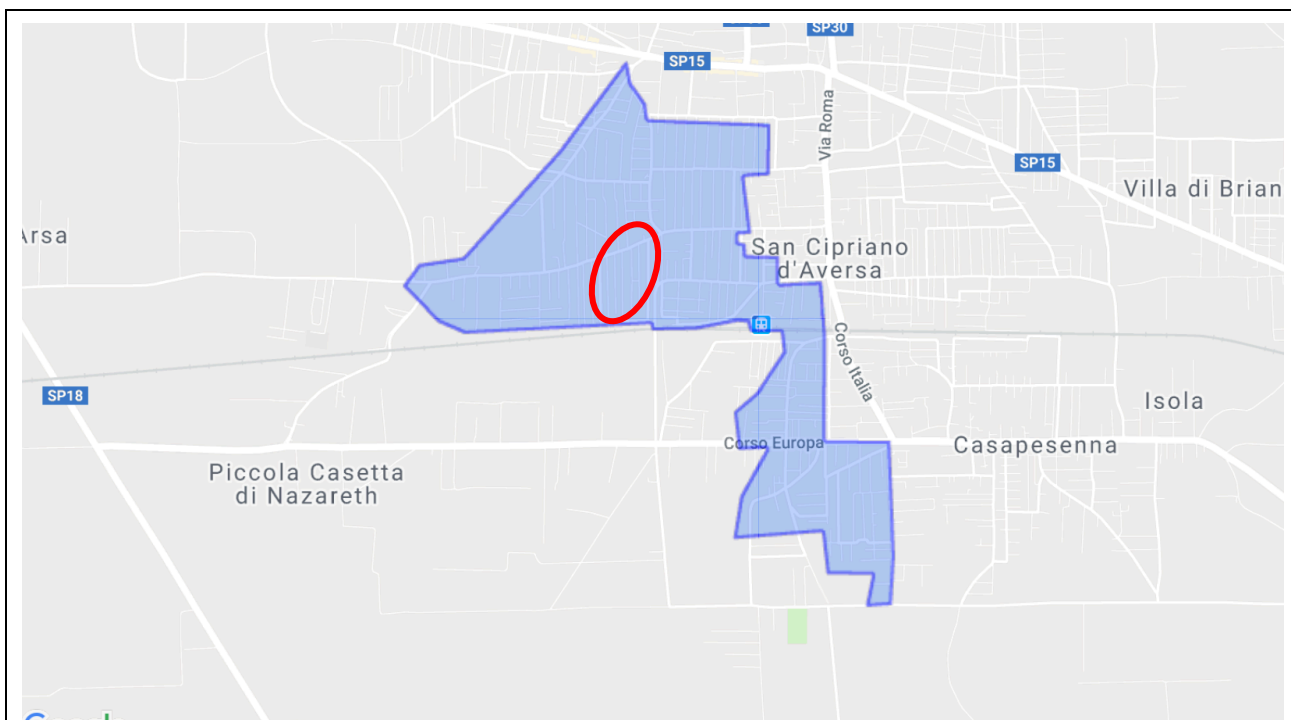 SP30
SP15
Via Roma
SP15
Villa di Brian
San Cipriano
d'Aversa
Corso Italia
SP18
Isola
Corso Europa
Casapesenna
Piccola Casetta
di Nazareth